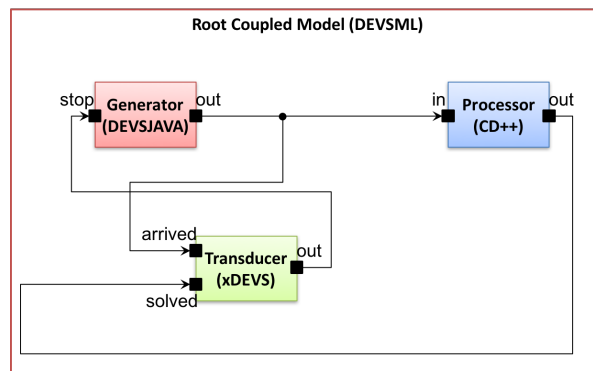 Root Coupled Model (DEVSML)
stop
Generator
(DEVSJAVA)
out
in
Processor
(CD++)
out
arrived
Transducer
(xDEVS)
out
solved